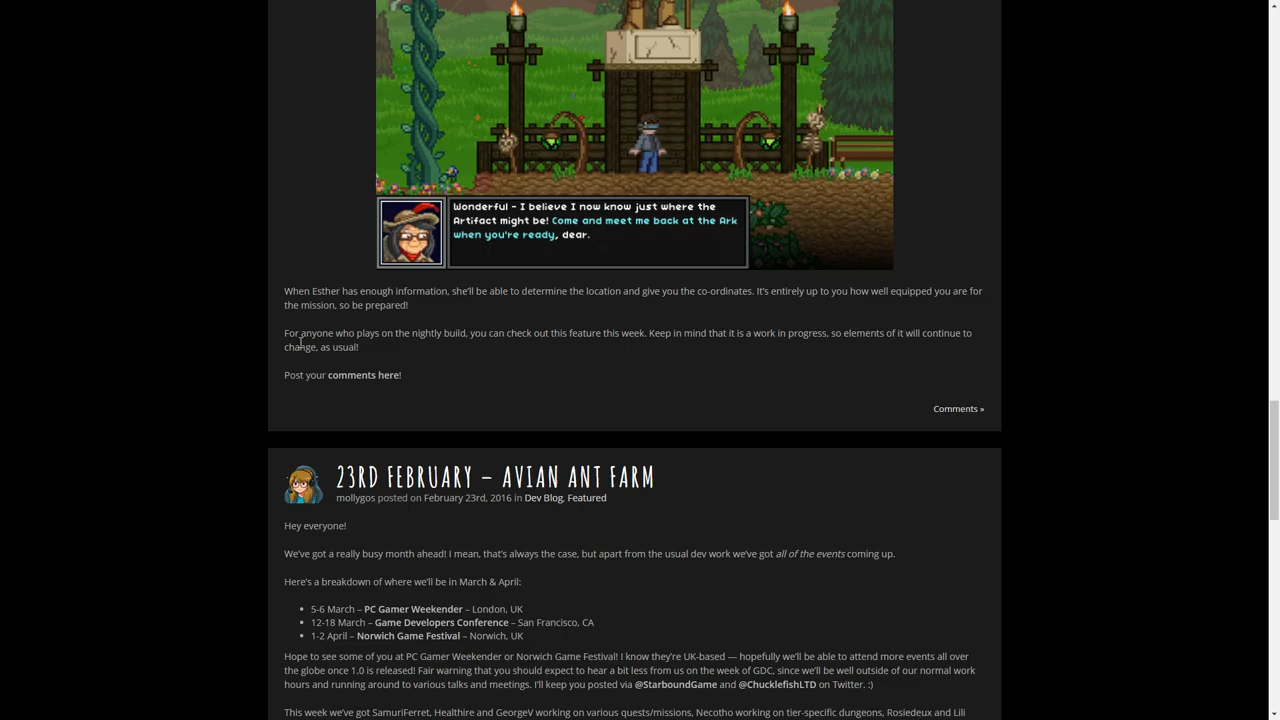 Wonderful - I believe I now know just where the
Artifact might be! Come and meet me back at the Ark
when you're ready, dear.
When Esther has enough information, she'll be able to determine the location and give you the co-ordinates. It's entirely up to you how well equipped you are for
the mission, so be prepared!
For anyone who plays on the nightly build, you can check out this feature this week. Keep in mind that it is a work in progress, so elements of it will continue to
change, as usual!
Post your comments here!
Comments »
23RD FEBRUARY – AVIAN ANT FARM
mollygos posted on February 23rd, 2016 in Dev Blog, Featured
Hey everyone!
We've got a really busy month ahead! I mean, that's always the case, but apart from the usual dev work we've got all of the events coming up.
Here's a breakdown of where we'll be in March & April:
• 5-6 March – PC Gamer Weekender – London, UK
• 12-18 March – Game Developers Conference – San Francisco, CA
• 1-2 April – Norwich Game Festival – Norwich, UK
Hope to see some of you at PC Gamer Weekender or Norwich Game Festival! I know they're UK-based — hopefully we'll be able to attend more events all over
the globe once 1.0 is released! Fair warning that you should expect to hear a bit less from us on the week of GDC, since we'll be well outside of our normal work
hours and running around to various talks and meetings. I'll keep you posted via @StarboundGame and @ChucklefishLTD on Twitter. :)
This week we've got SamuriFerret, Healthire and GeorgeV working on various quests/missions, Necotho working on tier-specific dungeons, Rosiedeux and Lili